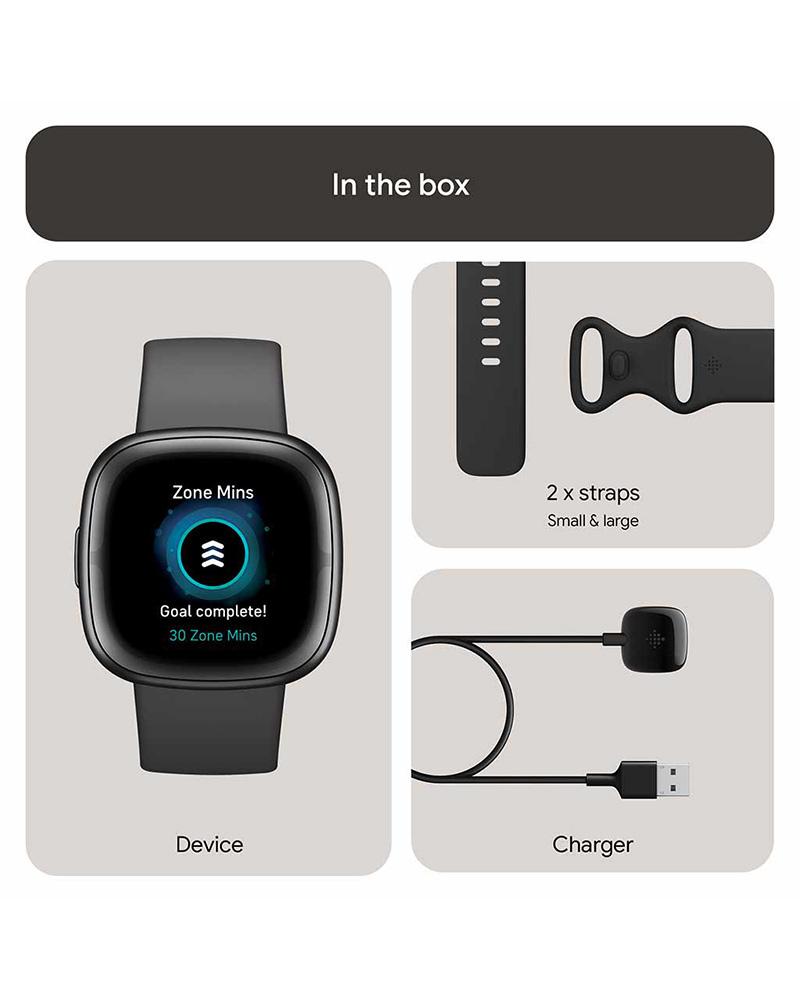 In the box
Zone Mins
Goal complete!
30 Zone Mins
Device
2 x straps
Small & large
Charger